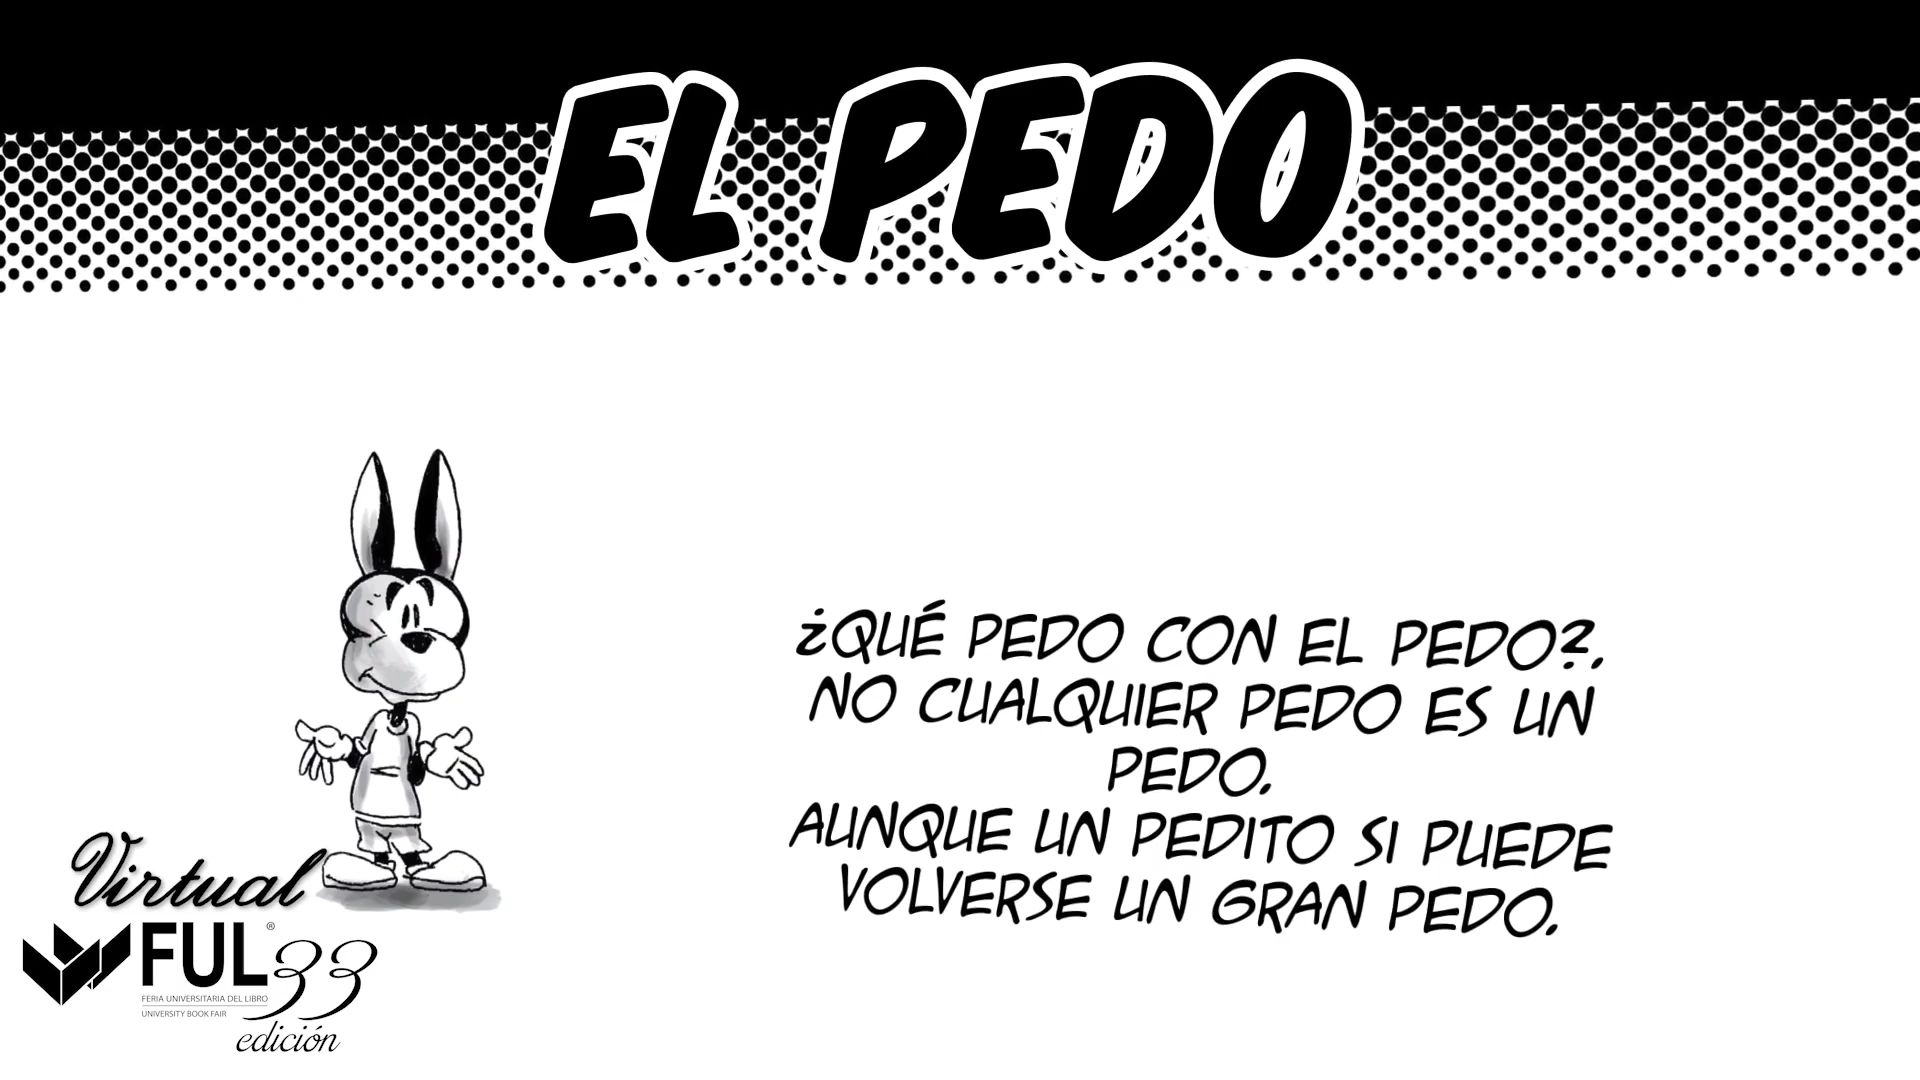 EL PEDO
¿QUÉ PEDO CON EL PEDO?.
NO CUALQUIER PEDO ES UN
PEDO.
AUNQUE UN PEDITO SI PUEDE
VOLVERSE UN GRAN PEDO.
Virtual
FUL® 33
FERIA UNIVERSITARIA DEL LIBRO
UNIVERSITY BOOK FAIR
edición